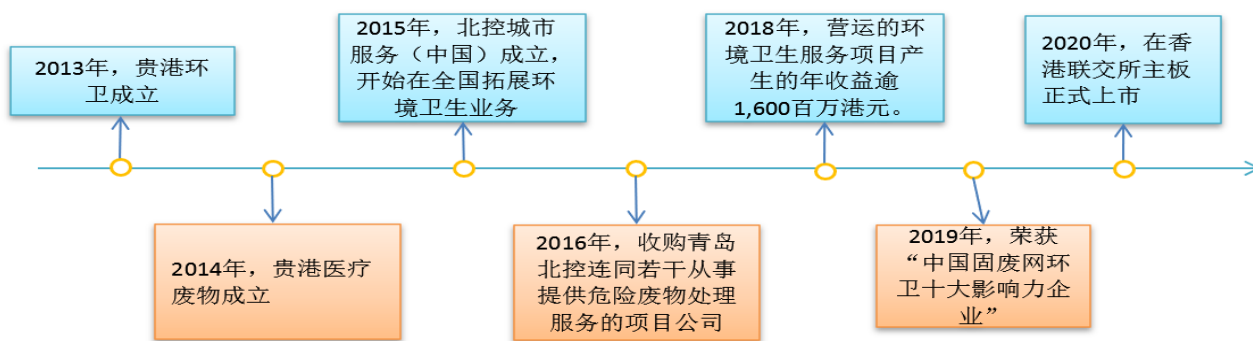 2013年，贵港环
卫成立
2014年，贵港医疗
废物成立
2015年，北控城市
服务（中国）成立，
开始在全国拓展环
境卫生业务
2016年，收购青岛
北控连同若干从事
提供危险废物处理
服务的项目公司
2018年，营运的环
境卫生服务项目产
生的年收益逾
1,600百万港元。
2019年，荣获
“中国固废网环
卫十大影响力企
业”
2020年，在香
港联交所主板
正式上市